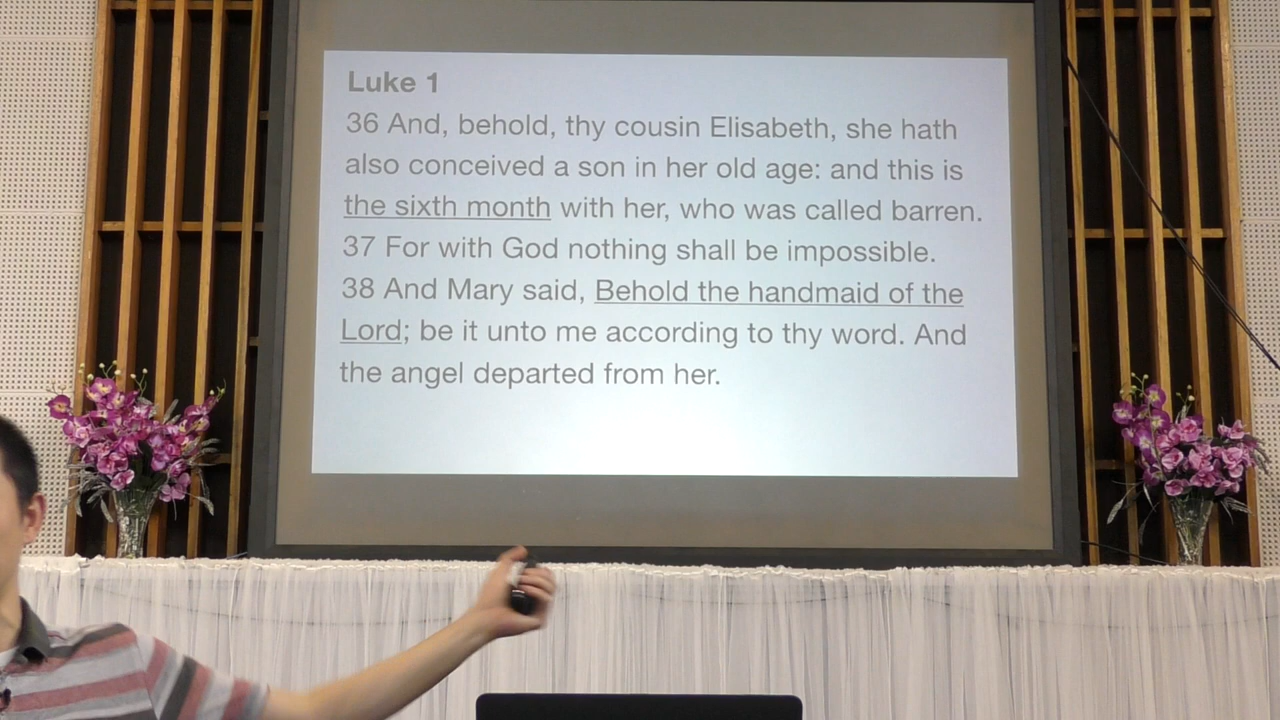 Luke 1
36 And, behold, thy cousin Elisabeth, she hath
also conceived a son in her old age: and this is
the sixth month with her, who was called barren.
37 For with God nothing shall be impossible.
38 And Mary said, Behold the handmaid of the
Lord; be it unto me according to thy word. And
the angel departed from her.